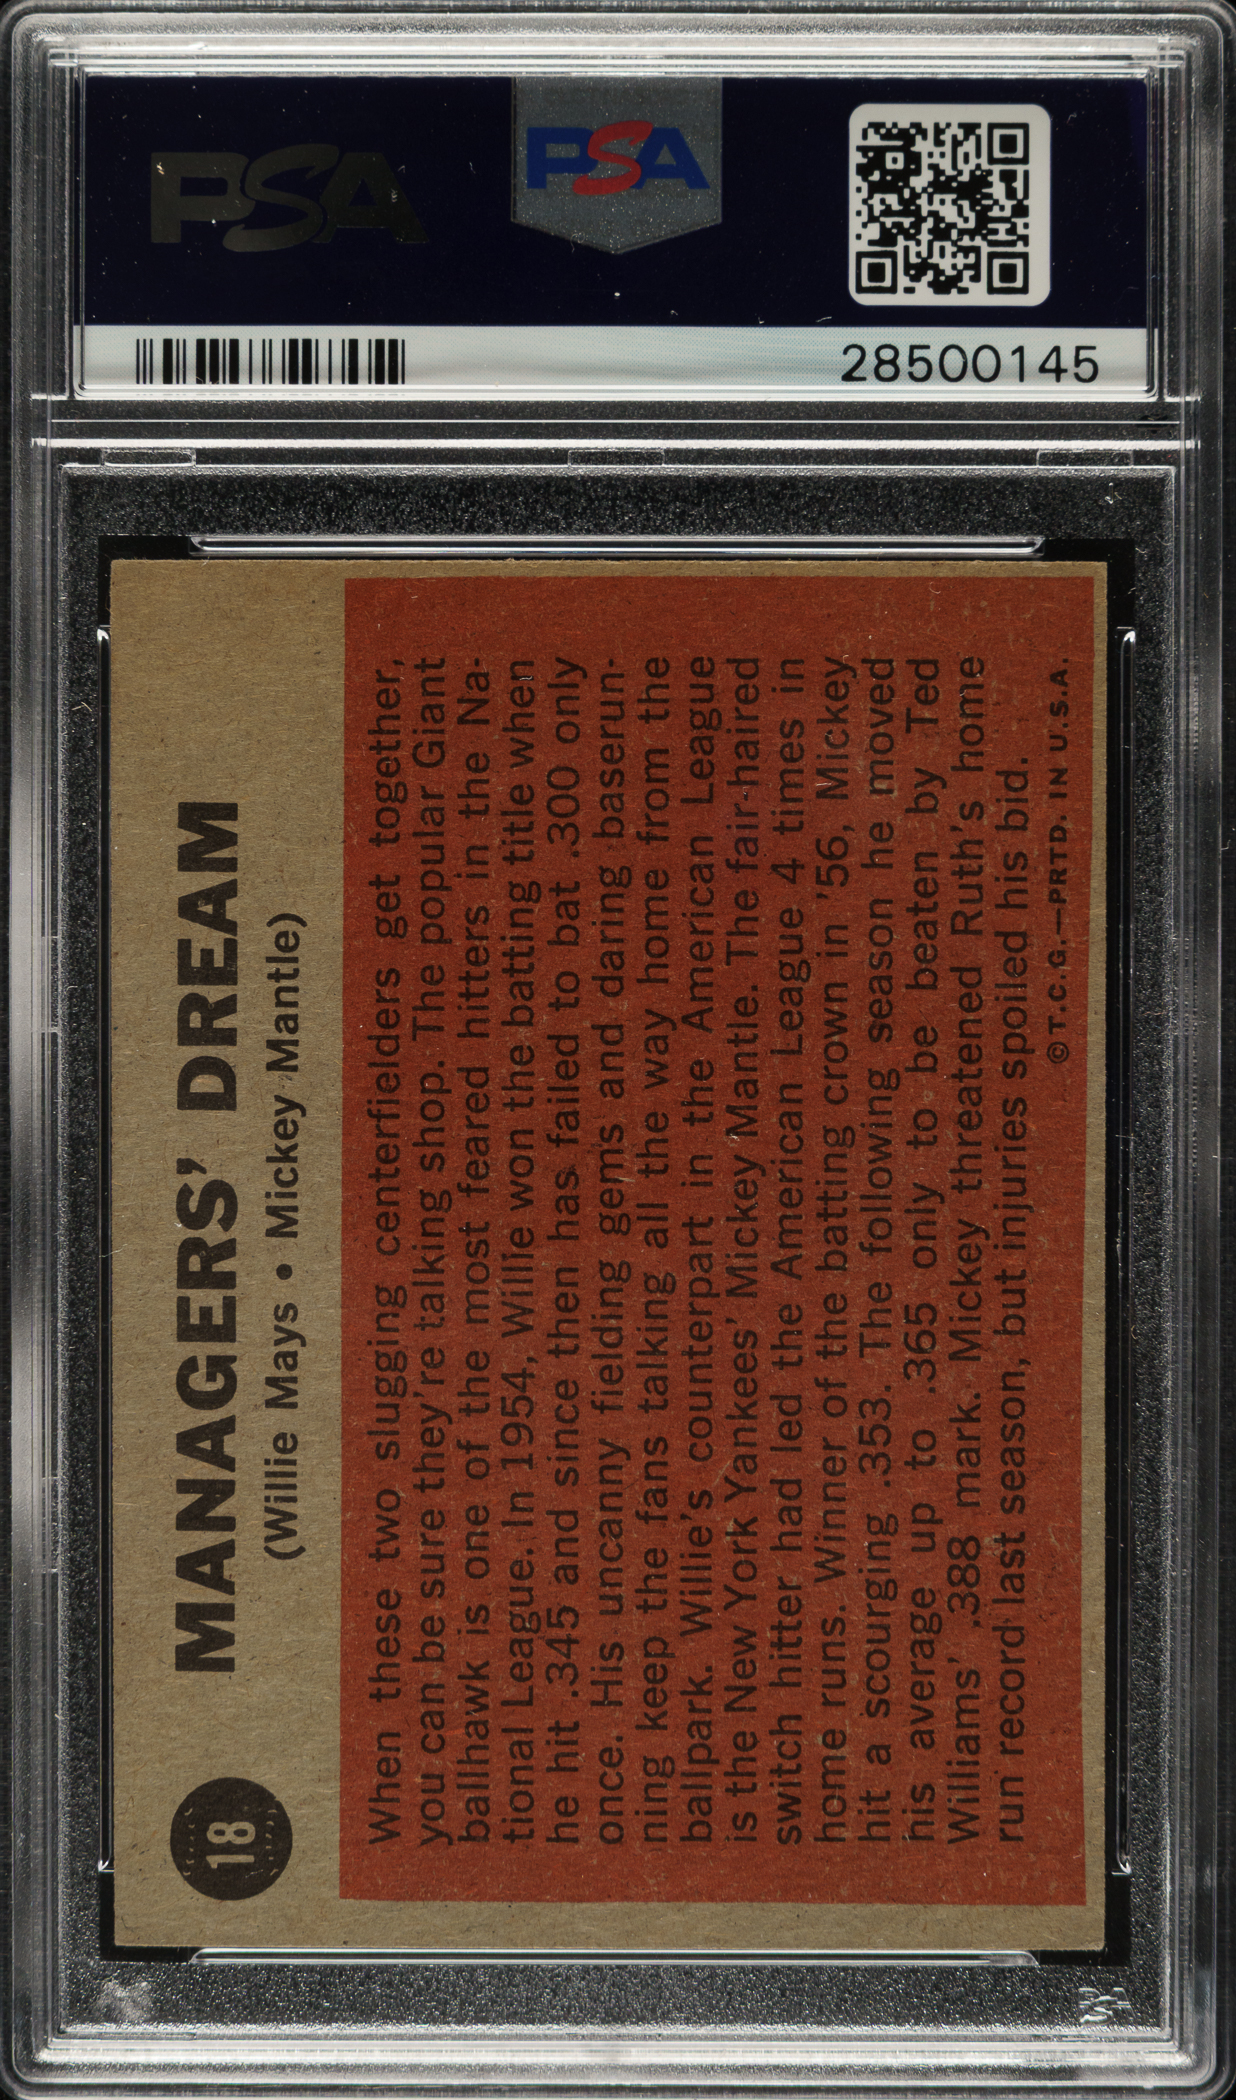 PSA
PSA
28500145
18
MANAGERS' DREAM
(Willie Mays • Mickey Mantle)
When these two slugging centerfielders get together,
you can be sure they're talking shop. The popular Giant
ballhawk is one of the most feared hitters in the Na-
tional League. In 1954, Willie won the batting title when
he hit .345 and since then has failed to bat .300 only
once. His uncanny fielding gems and daring baserun-
ning keep the fans talking all the way home from the
ballpark. Willie's counterpart in the American League
is the New York Yankees' Mickey Mantle. The fair-haired
switch hitter had led the American League 4 times in
home runs. Winner of the batting crown in '56, Mickey
hit a scourging .353. The following season he moved
his average up to .365 only to be beaten by Ted
Williams' .388 mark. Mickey threatened Ruth's home
run record last season, but injuries spoiled his bid.
© T.C.G.—PRTD. IN U.S.A.